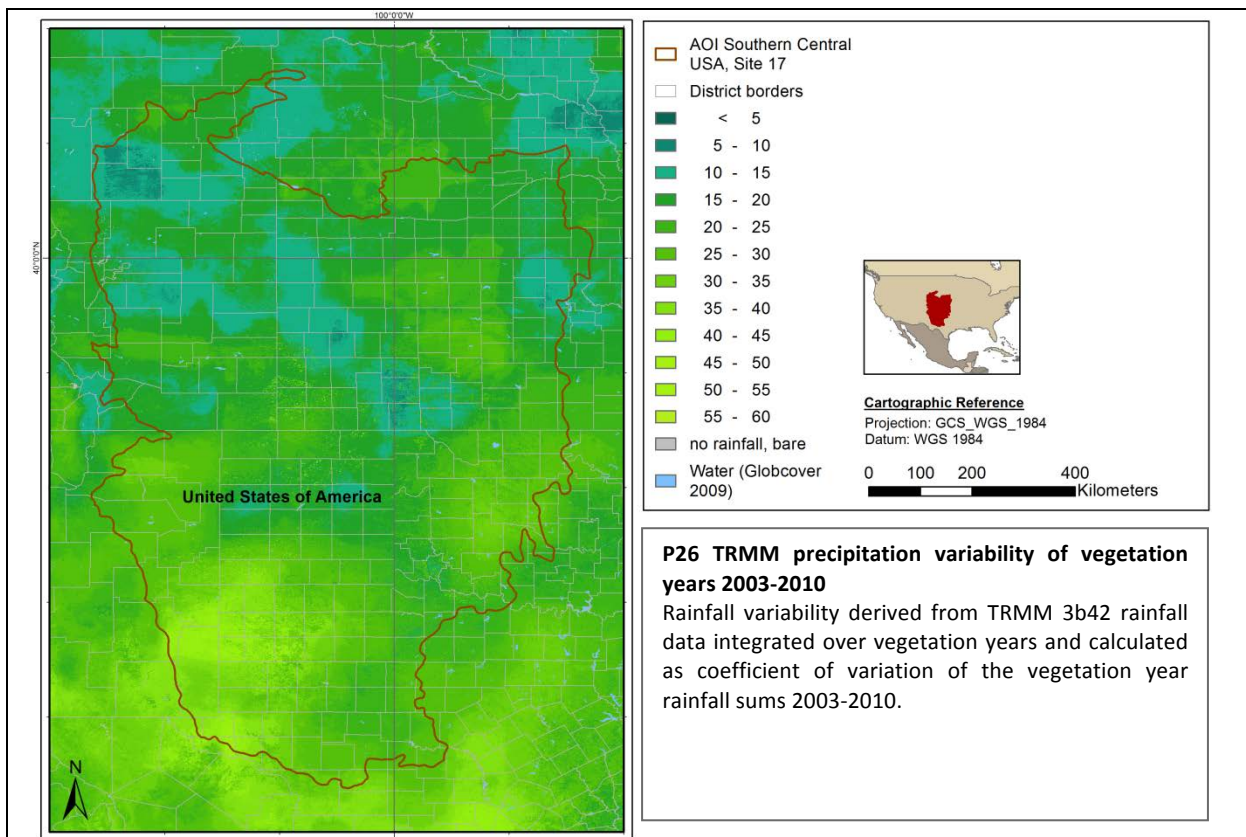 100°0'0"W
40°0'0"N
United States of America
N
AOI Southern Central
USA, Site 17
District borders
< 5
5 - 10
10 - 15
15 - 20
20 - 25
25 - 30
30 - 35
35 - 40
40 - 45
45 - 50
50 - 55
55 - 60
no rainfall, bare
Water (Globcover
2009)
Cartographic Reference
Projection: GCS_WGS_1984
Datum: WGS 1984
0 100 200 400
Kilometers
P26 TRMM precipitation variability of vegetation
years 2003-2010
Rainfall variability derived from TRMM 3b42 rainfall
data integrated over vegetation years and calculated
as coefficient of variation of the vegetation year
rainfall sums 2003-2010.